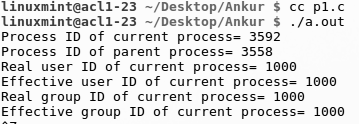 linuxmint@acl1-23 ~/Desktop/Ankur $ cc p1.c
linuxmint@acl1-23 ~/Desktop/Ankur $ ./a.out
Process ID of current process= 3592
Process ID of parent process= 3558
Real user ID of current process= 1000
Effective user ID of current process= 1000
Real group ID of current process= 1000
Effective group ID of current process= 1000